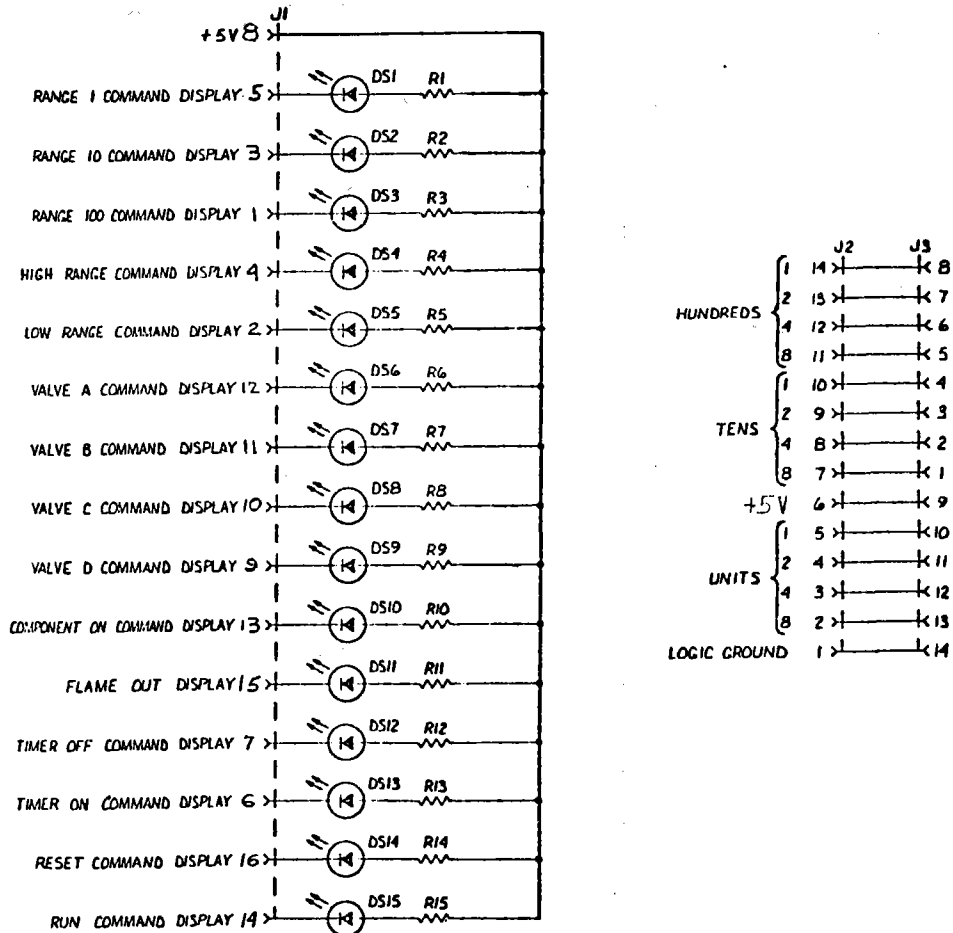 J1
+5V 8
RANGE 1 COMMAND DISPLAY 5 DS1 R1
RANGE 10 COMMAND DISPLAY 3 DS2 R2
RANGE 100 COMMAND DISPLAY 1 DS3 R3
HIGH RANGE COMMAND DISPLAY 4 DS4 R4
LOW RANGE COMMAND DISPLAY 2 DS5 R5
VALVE A COMMAND DISPLAY 12 DS6 R6
VALVE B COMMAND DISPLAY 11 DS7 R7
VALVE C COMMAND DISPLAY 10 DS8 R8
VALVE D COMMAND DISPLAY 9 DS9 R9
COMPONENT ON COMMAND DISPLAY 13 DS10 R10
FLAME OUT DISPLAY 15 DS11 R11
TIMER OFF COMMAND DISPLAY 7 DS12 R12
TIMER ON COMMAND DISPLAY 6 DS13 R13
RESET COMMAND DISPLAY 16 DS14 R14
RUN COMMAND DISPLAY 14 DS15 R15
J2 J3
HUNDREDS
1 14 8
2 13 7
4 12 6
8 11 5
TENS
1 10 4
2 9 3
4 8 2
8 7 1
+5V 6 9
UNITS
1 5 10
2 4 11
4 3 12
8 2 13
LOGIC GROUND 1 14